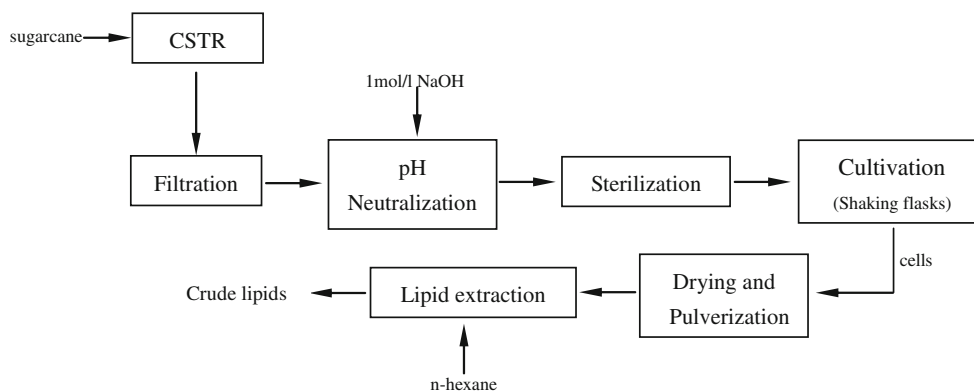 sugarcane
CSTR
1mol/l NaOH
Filtration
pH
Neutralization
Sterilization
Cultivation
(Shaking flasks)
cells
Drying and
Pulverization
Lipid extraction
Crude lipids
n-hexane